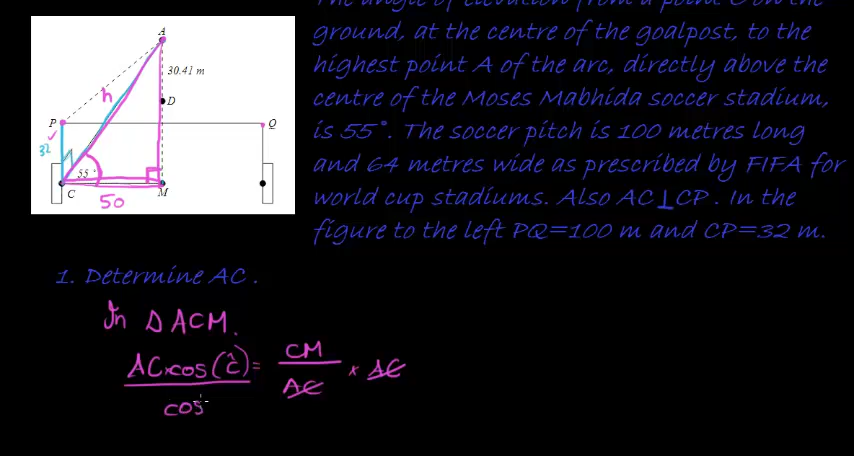 The angle of elevation from a point C on the
ground, at the centre of the goalpost, to the
highest point A of the arc, directly above the
centre of the Moses Mabhida soccer stadium,
is 55°. The soccer pitch is 100 metres long
and 64 metres wide as prescribed by FIFA for
world cup stadiums. Also AC⊥CP. In the
figure to the left PQ=100 m and CP=32 m.
A
30.41 m
h
D
P
Q
32
55°
C
M
50
1. Determine AC.
In Δ ACM.
AC×cos(ĉ) = CM/AC × AC
cos